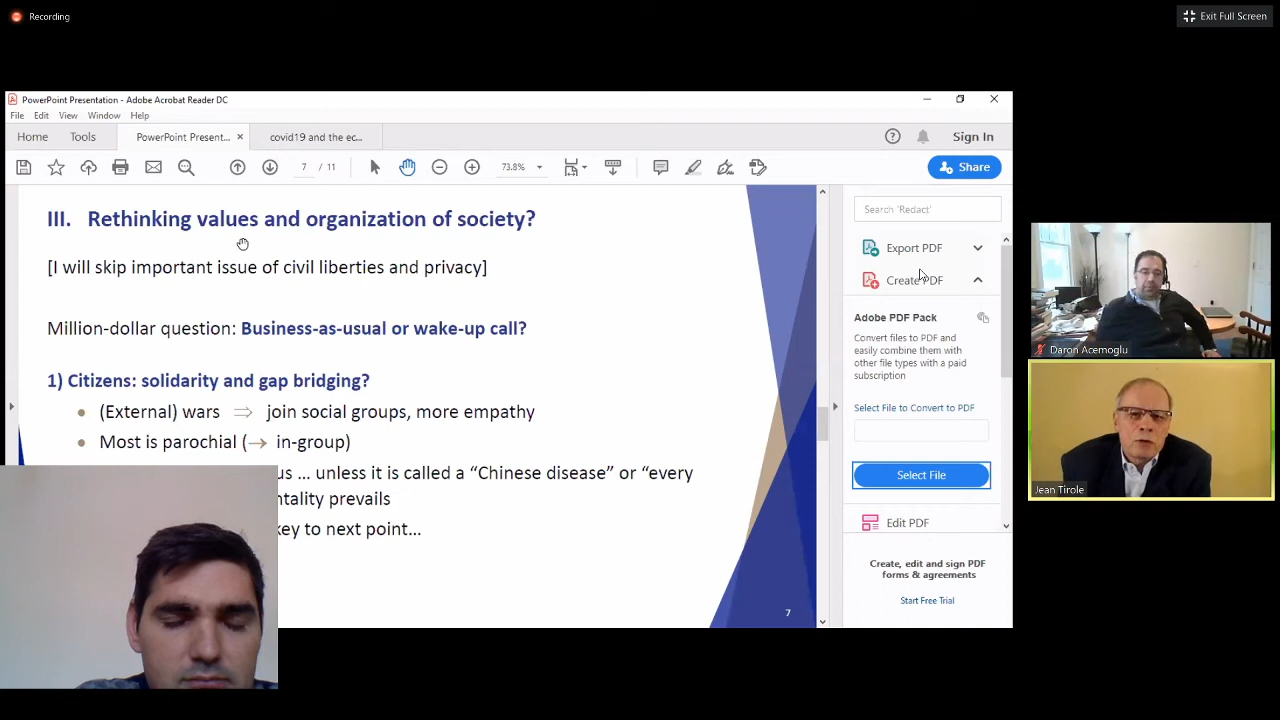 Recording
Exit Full Screen
PowerPoint Presentation - Adobe Acrobat Reader DC
File Edit View Window Help
Home Tools PowerPoint Present... × covid19 and the ec...
Sign In
7 / 11
73.8%
Share
III. Rethinking values and organization of society?
[I will skip important issue of civil liberties and privacy]
Million-dollar question: Business-as-usual or wake-up call?
1) Citizens: solidarity and gap bridging?
• (External) wars ⇒ join social groups, more empathy
• Most is parochial (→ in-group)
us … unless it is called a “Chinese disease” or “every
ntality prevails
key to next point…
7
Search 'Redact'
Export PDF
Create PDF
Adobe PDF Pack
Convert files to PDF and
easily combine them with
other file types with a paid
subscription
Select File to Convert to PDF
Select File
Edit PDF
Create, edit and sign PDF
forms & agreements
Start Free Trial
Daron Acemoglu
Jean Tirole